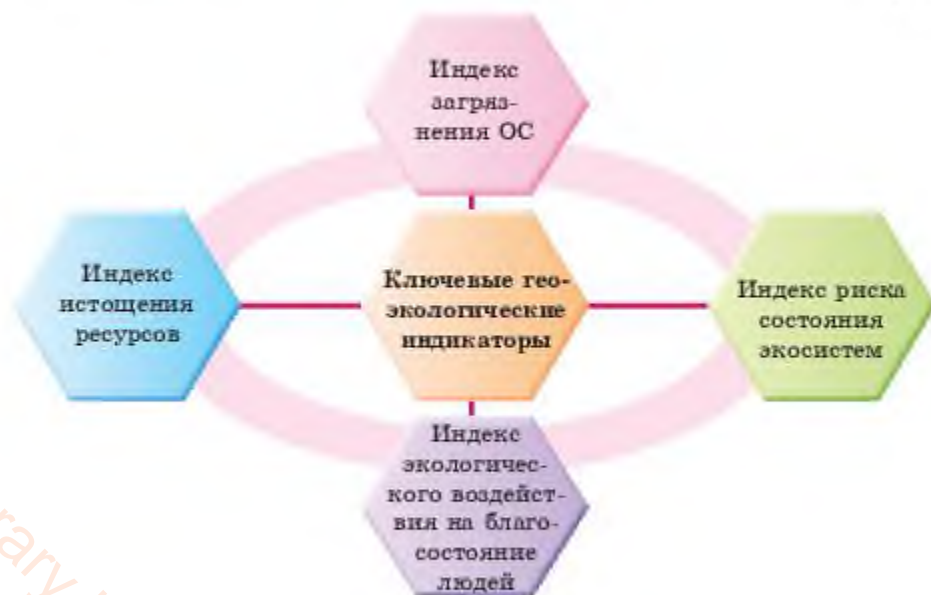 Индекс
загряз-
нения ОС
Индекс
истощения
ресурсов
Ключевые гео-
экологические
индикаторы
Индекс риска
состояния
экосистем
Индекс
экологичес-
кого воздейст-
вия на благо-
состояние
людей